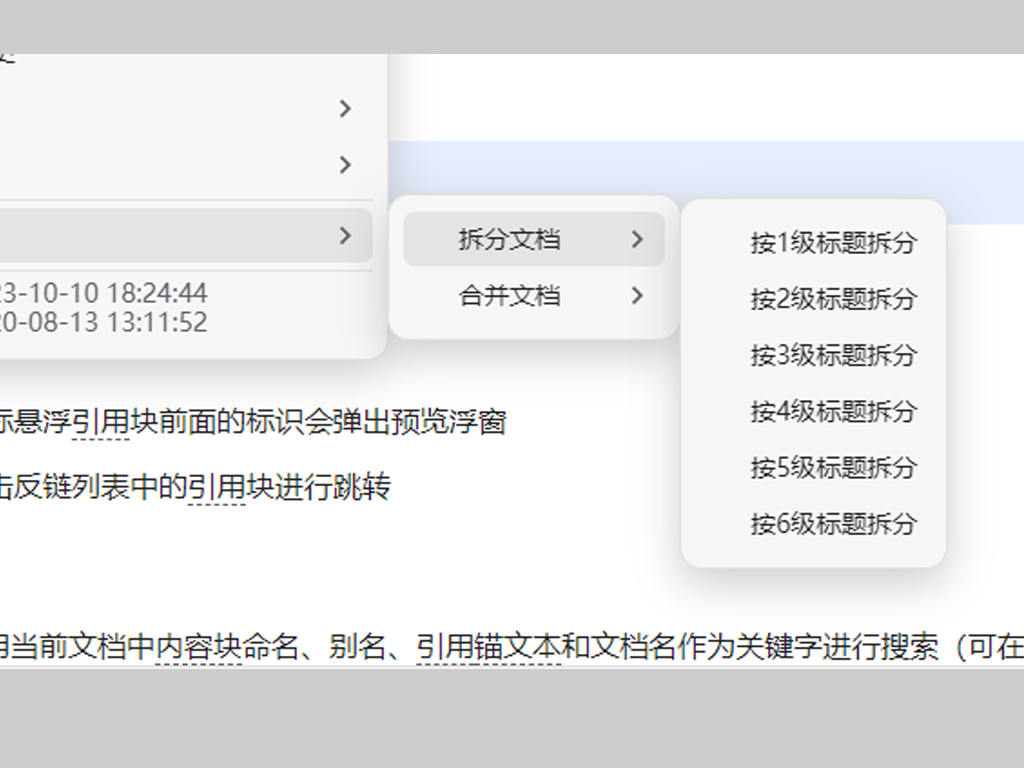 3-10-10 18:24:44
0-08-13 13:11:52
拆分文档
合并文档
按1级标题拆分
按2级标题拆分
按3级标题拆分
按4级标题拆分
按5级标题拆分
按6级标题拆分
标悬浮引用块前面的标识会弹出预览浮窗
击反链列表中的引用块进行跳转
用当前文档中内容块命名、别名、引用锚文本和文档名作为关键字进行搜索（可在